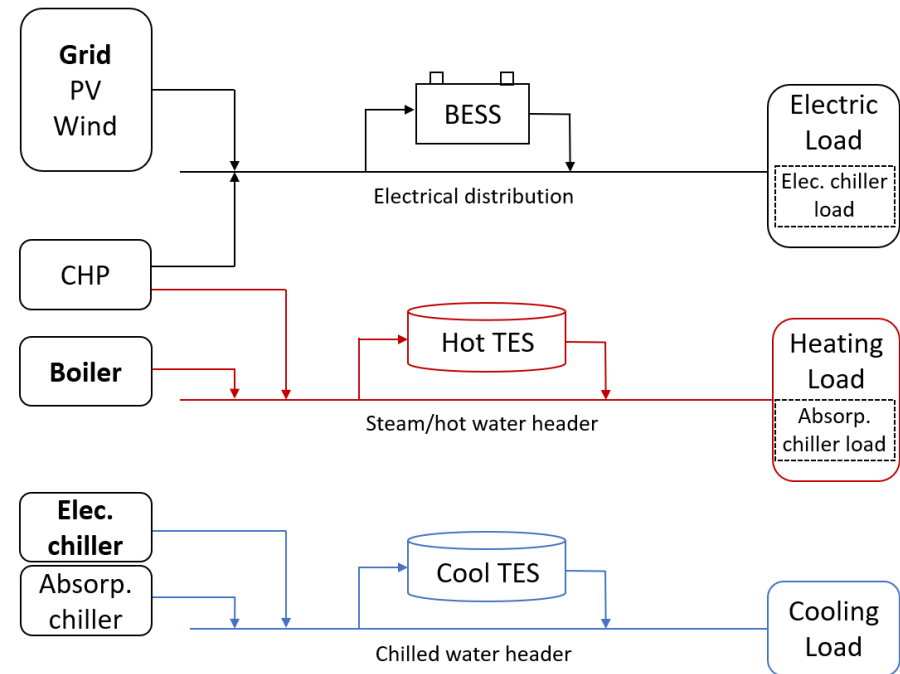 Grid
PV
Wind
BESS
Electric
Load
Elec. chiller
load
Electrical distribution
CHP
Hot TES
Boiler
Heating
Load
Absorp.
chiller load
Steam/hot water header
Elec.
chiller
Absorp.
chiller
Cool TES
Cooling
Load
Chilled water header